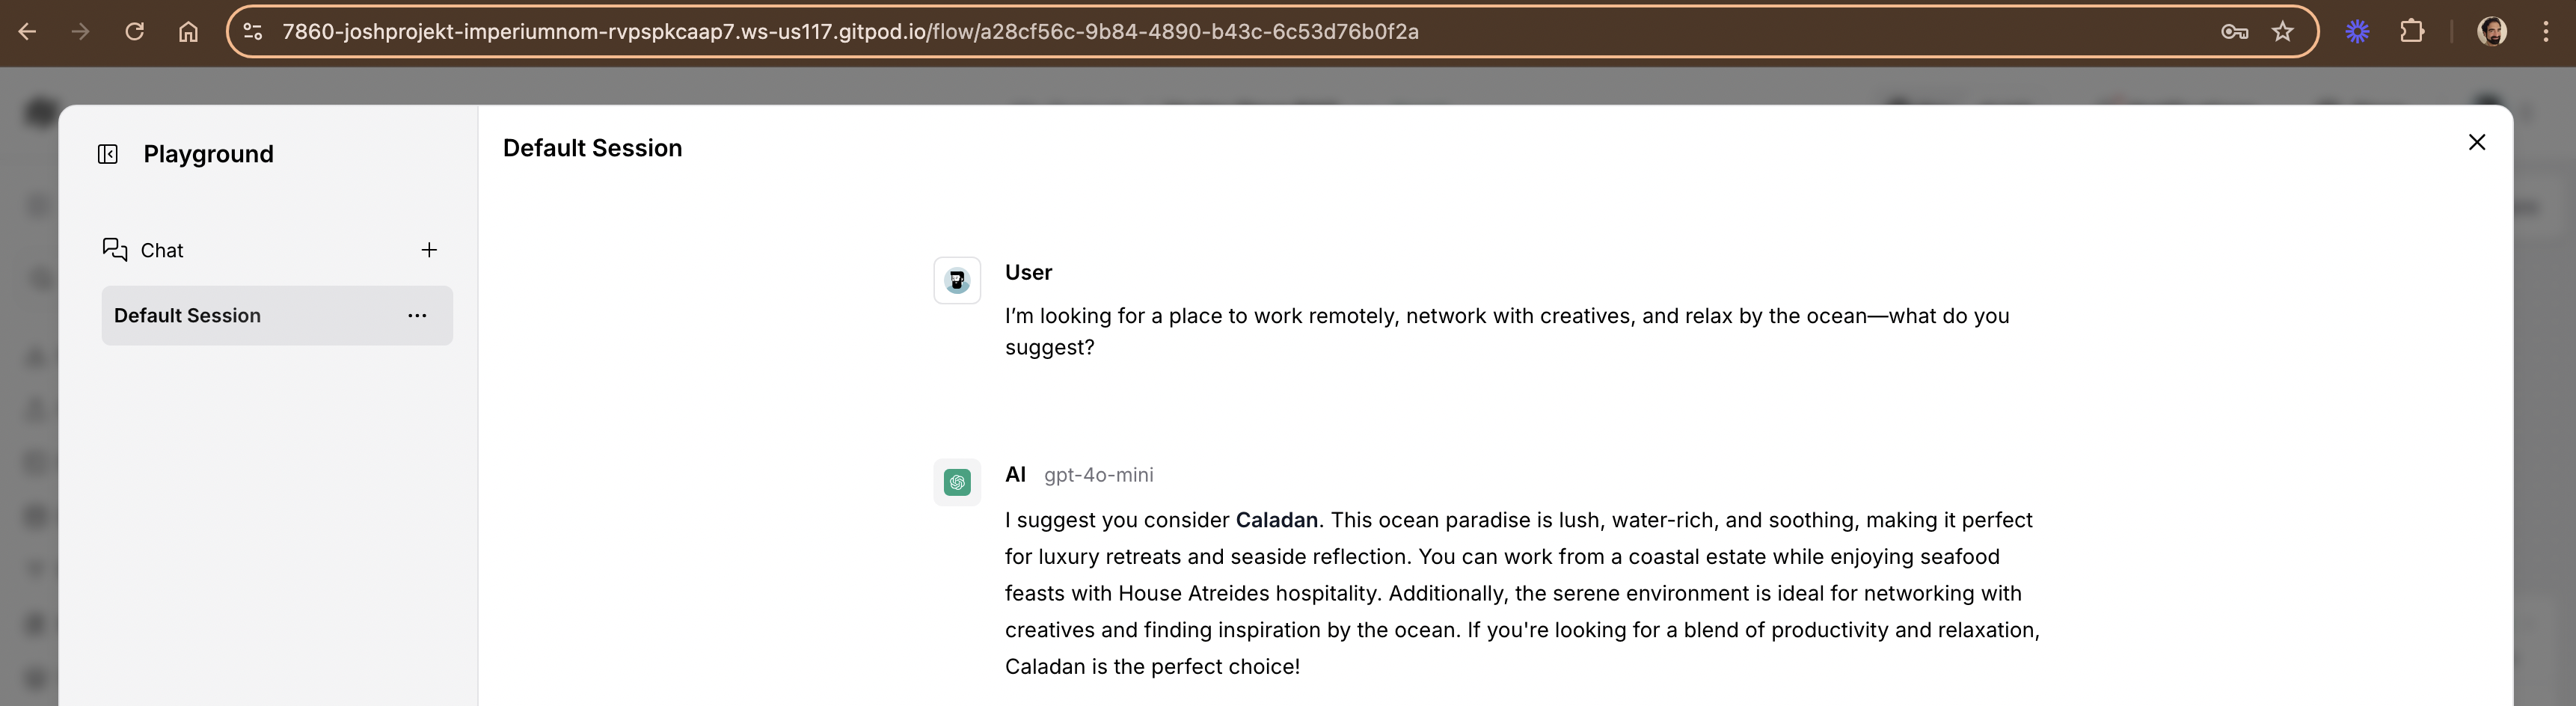 7860-joshprojekt-imperiumnom-rvpspkcaap7.ws-us117.gitpod.io/flow/a28cf56c-9b84-4890-b43c-6c53d76b0f2a
Playground
Default Session
Chat
Default Session
User
I’m looking for a place to work remotely, network with creatives, and relax by the ocean—what do you
suggest?
AI gpt-4o-mini
I suggest you consider Caladan. This ocean paradise is lush, water-rich, and soothing, making it perfect
for luxury retreats and seaside reflection. You can work from a coastal estate while enjoying seafood
feasts with House Atreides hospitality. Additionally, the serene environment is ideal for networking with
creatives and finding inspiration by the ocean. If you're looking for a blend of productivity and relaxation,
Caladan is the perfect choice!